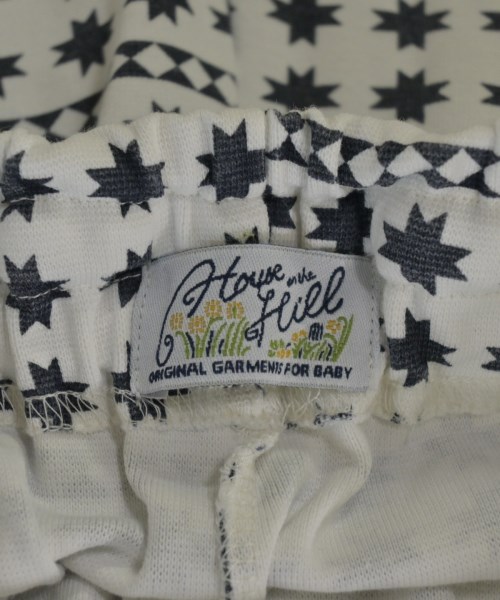 House on the
Hill
ORIGINAL GARMENTS FOR BABY